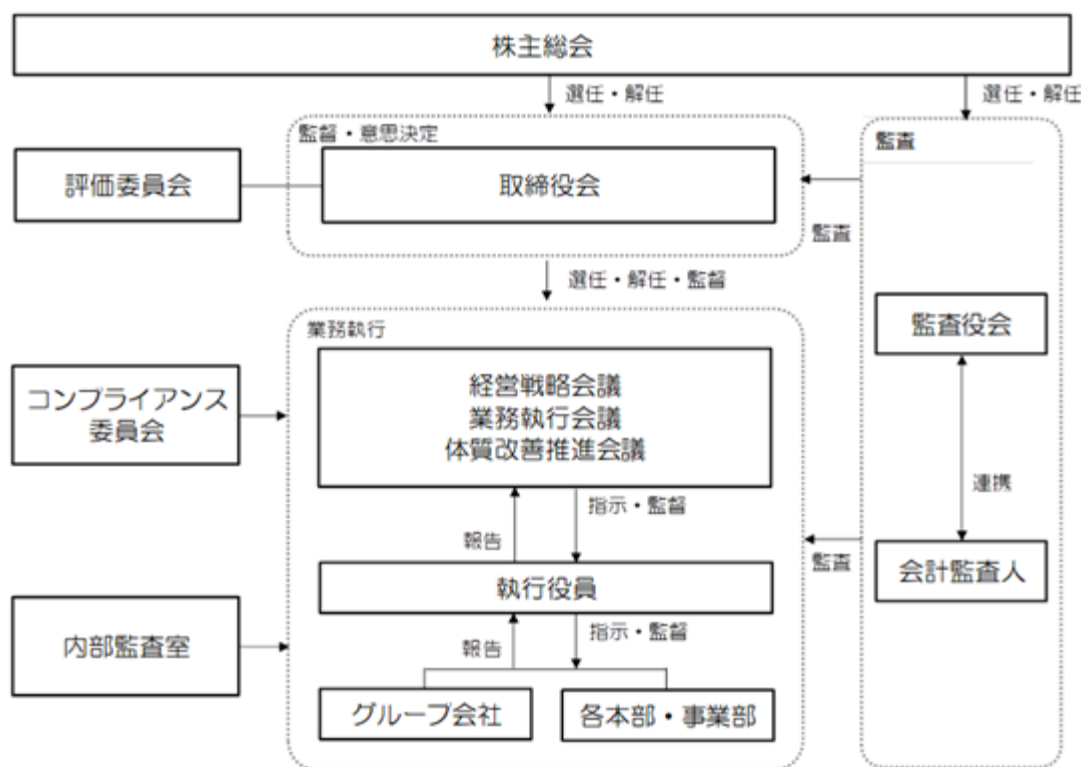 株主総会
選任・解任
選任・解任
監督・意思決定
監査
評価委員会
取締役会
監査
選任・解任・監督
業務執行
監査役会
コンプライアンス
委員会
経営戦略会議
業務執行会議
体質改善推進会議
連携
指示・監督
報告
監査
会計監査人
執行役員
内部監査室
指示・監督
報告
グループ会社
各本部・事業部